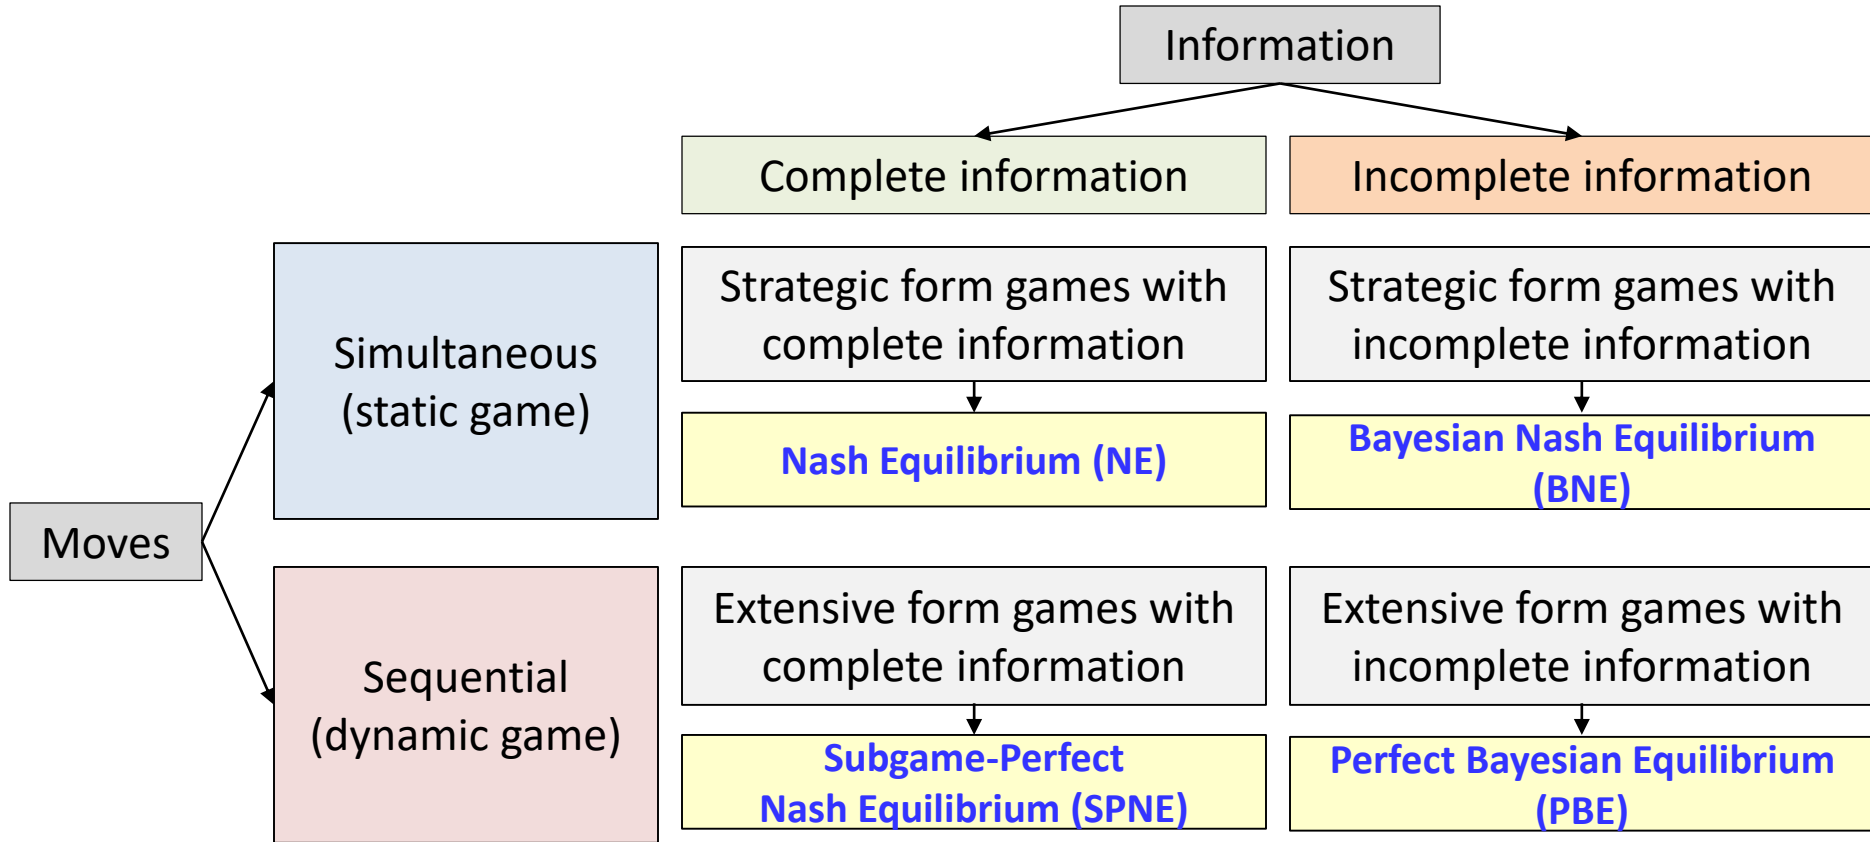 Information
Complete information
Incomplete information
Moves
Simultaneous
(static game)
Strategic form games with
complete information
Nash Equilibrium (NE)
Strategic form games with
incomplete information
Bayesian Nash Equilibrium
(BNE)
Sequential
(dynamic game)
Extensive form games with
complete information
Subgame-Perfect
Nash Equilibrium (SPNE)
Extensive form games with
incomplete information
Perfect Bayesian Equilibrium
(PBE)